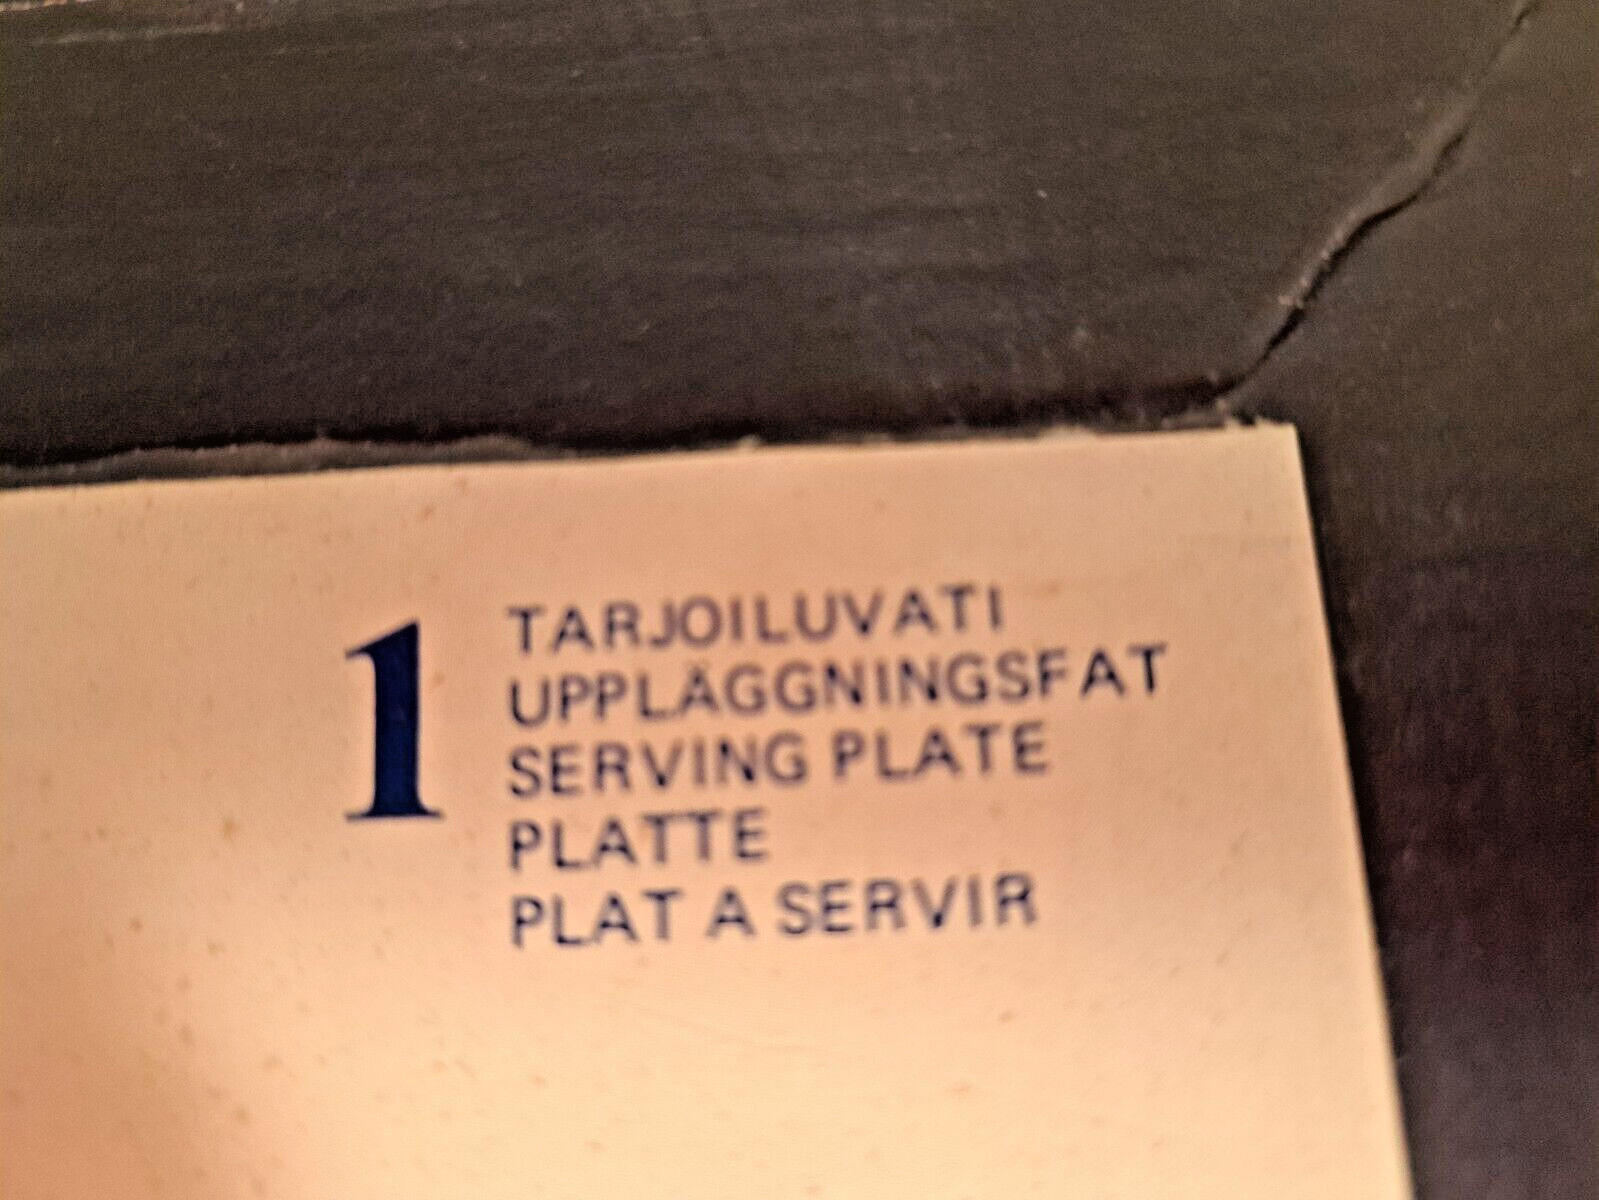 1
TARJOILUVATI
UPPLÄGGNINGSFAT
SERVING PLATE
PLATTE
PLAT A SERVIR